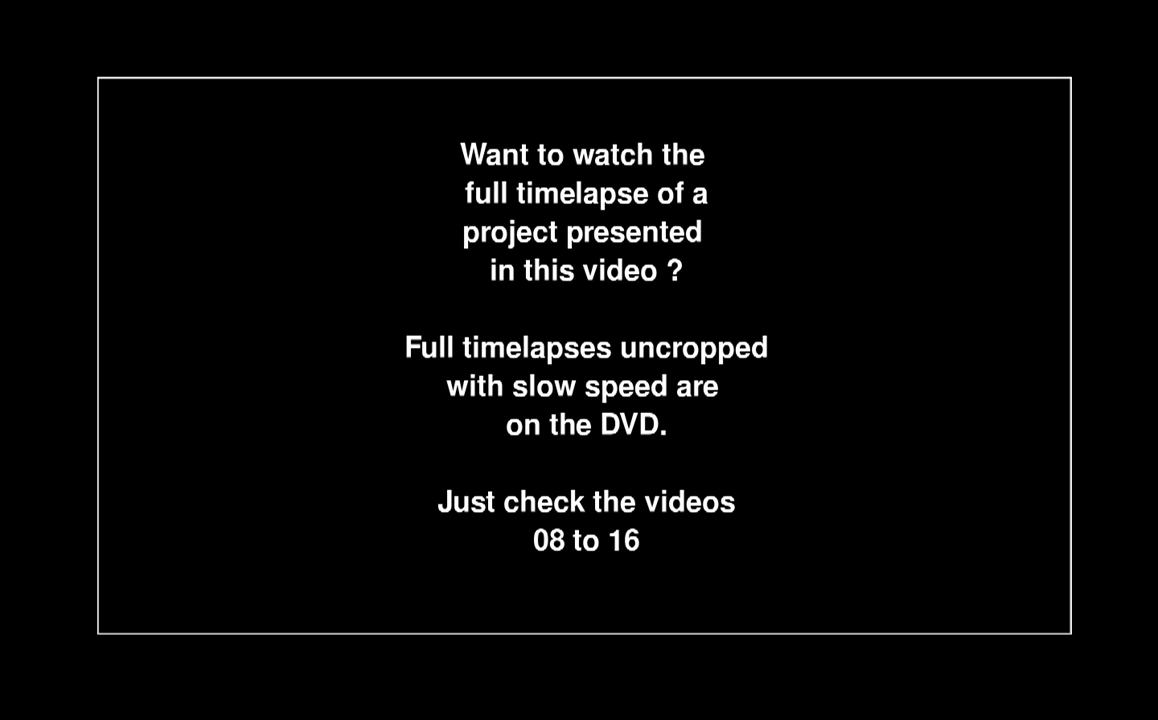 Want to watch the
full timelapse of a
project presented
in this video ?
Full timelapses uncropped
with slow speed are
on the DVD.
Just check the videos
08 to 16